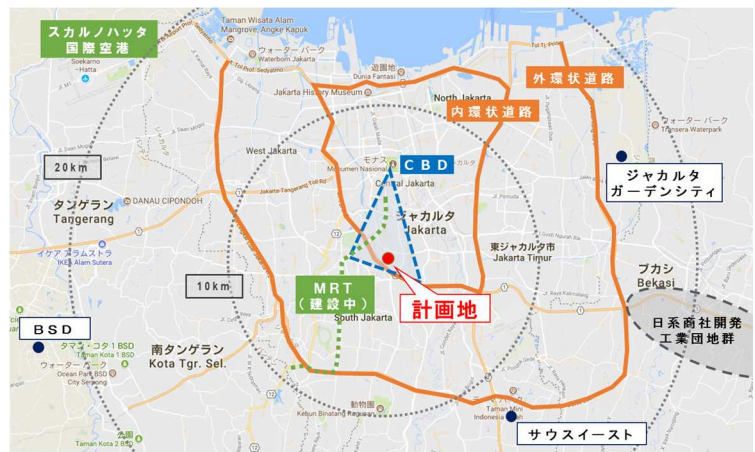 スカルノハッタ
国際空港
Soekarno
- Hatta
Taman Wisata Alam
Mangrove, Angke Kapuk
ウォーター パーク
Waterbom Jakarta
遊園地
Dunia Fantasi
Jakarta History Museum
North Jakarta
外環状道路
内環状道路
ウォーター パーク
Transera Waterpark
West Jakarta
モナス
Monumen Nasional
CBD
Central Jakarta
ジャカルタ
ガーデンシティ
20km
タンゲラン
Tangerang
DANAU CIPONDOH
Jakarta-Tangerang Toll Rd
ジャカルタ
Jakarta
東ジャカルタ市
Jakarta Timur
イケア アラムストラ
IKEA Alam Sutera
10km
MRT
(建設中)
計画地
ブカシ
Bekasi
日系商社開発
工業団地群
South Jakarta
BSD
タマン・コタ 1 BSD
Taman Kota 1 BSD
ウォーター パーク
Ocean Park BSD
City Serpong
南タンゲラン
Kota Tgr. Sel.
動物園
Kebun Binatang Ragunan
Taman Mini
Indonesia
サウスイースト
公園
Taman Kota 2 BSD